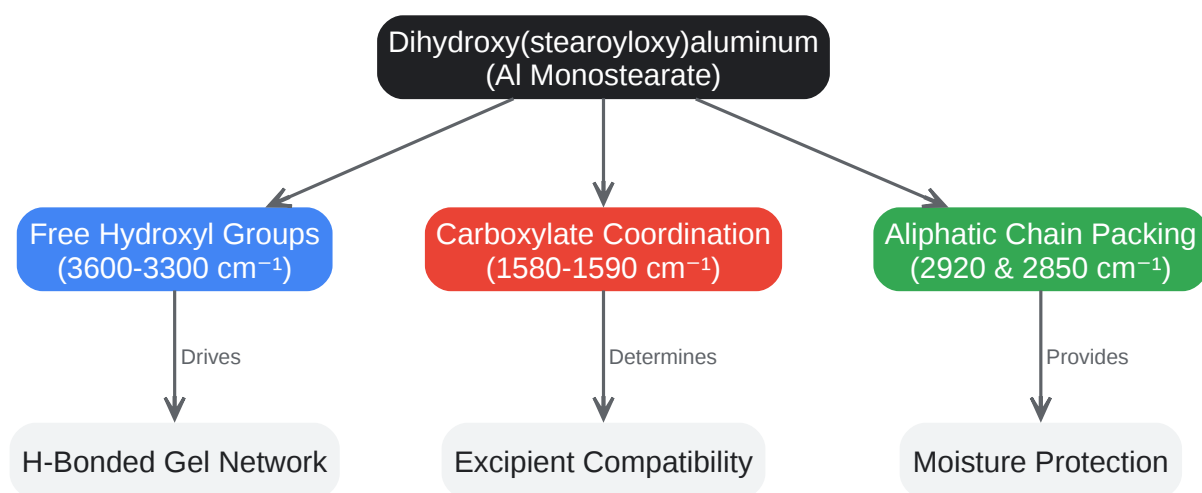 Dihydroxy(stearoyloxy)aluminum
(Al Monostearate)
Free Hydroxyl Groups
(3600-3300 cm⁻¹)
Carboxylate Coordination
(1580-1590 cm⁻¹)
Aliphatic Chain Packing
(2920 & 2850 cm⁻¹)
Drives
Determines
Provides
H-Bonded Gel Network
Excipient Compatibility
Moisture Protection